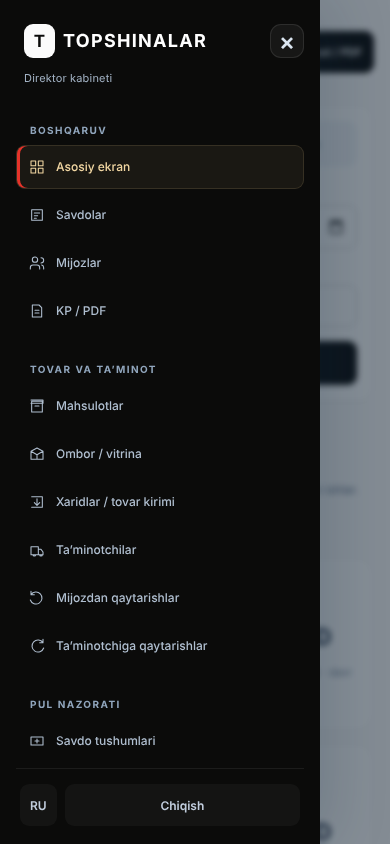 T TOPSHINALAR
Direktor kabineti
BOSHQARUV
Asosiy ekran
Savdolar
Mijozlar
KP / PDF
TOVAR VA TA’MINOT
Mahsulotlar
Ombor / vitrina
Xaridlar / tovar kirimi
Ta’minotchilar
Mijozdan qaytarishlar
Ta’minotchiga qaytarishlar
PUL NAZORATI
Savdo tushumlari
RU
Chiqish